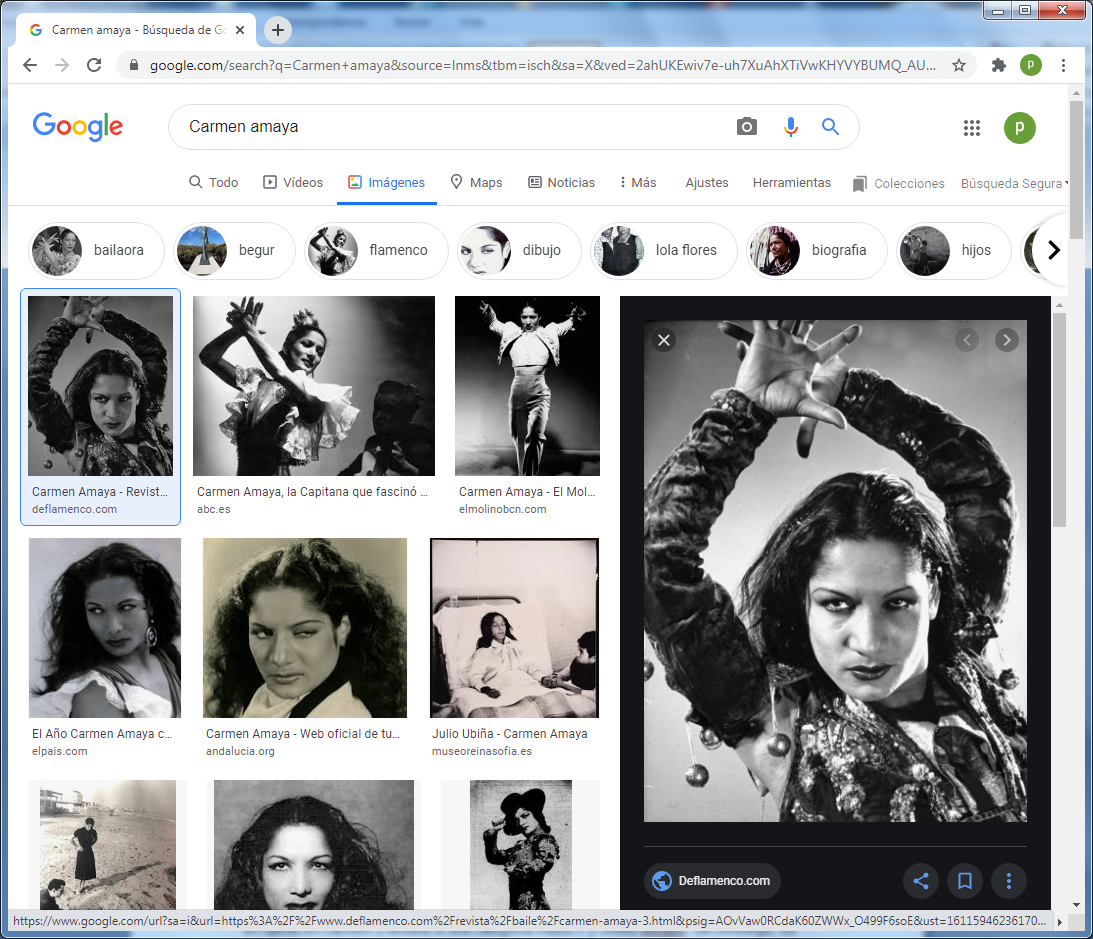 Carmen amaya - Búsqueda de Go
google.com/search?q=Carmen+amaya&source=lnms&tbm=isch&sa=X&ved=2ahUKEwiv7e-uh7XuAhXTiVwKHYVYBUMQ_AU...
P
Google
Carmen amaya
p
Todo
Vídeos
Imágenes
Maps
Noticias
Más
Ajustes
Herramientas
Colecciones
Búsqueda Segura
bailaora
begur
flamenco
dibujo
lola flores
biografia
hijos
Carmen Amaya - Revist...
deflamenco.com
Carmen Amaya, la Capitana que fascinó ...
abc.es
Carmen Amaya - El Mol...
elmolinobcn.com
El Año Carmen Amaya c...
elpais.com
Carmen Amaya - Web oficial de tu...
andalucia.org
Julio Ubiña - Carmen Amaya
museoreinasofia.es
Deflamenco.com
https://www.google.com/url?sa=i&url=https%3A%2F%2Fwww.deflamenco.com%2Frevista%2Fbaile%2Fcarmen-amaya-3.html&psig=AOvVaw0RCdaK60ZWWx_O499F6soE&ust=16115946236170...